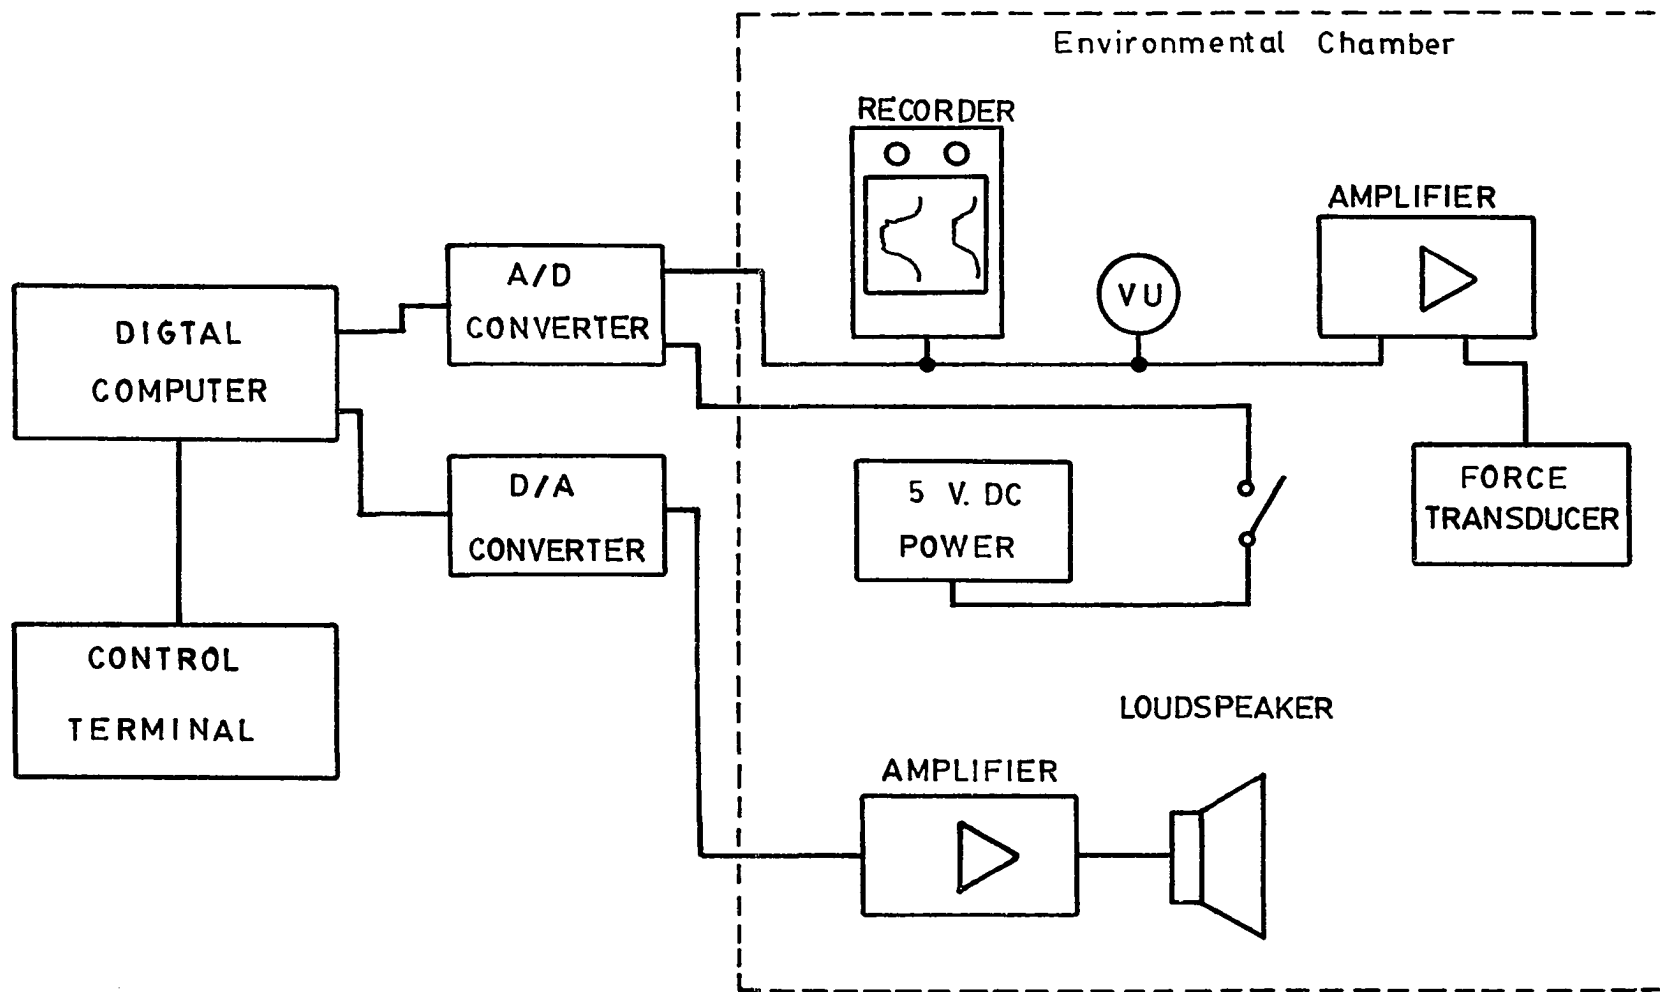 Environmental Chamber
RECORDER
AMPLIFIER
A/D
CONVERTER
VU
DIGTAL
COMPUTER
D/A
CONVERTER
5 V. DC
POWER
FORCE
TRANSDUCER
CONTROL
TERMINAL
LOUDSPEAKER
AMPLIFIER